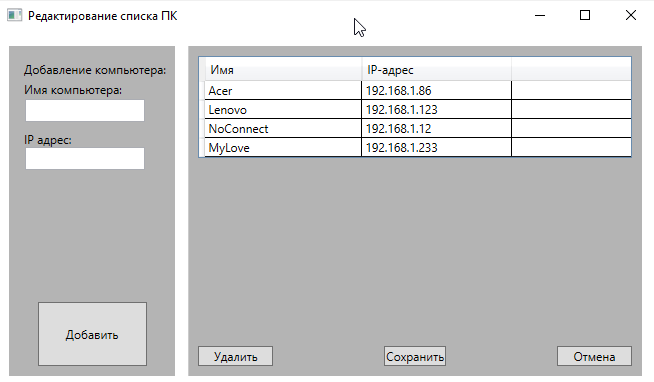 Редактирование списка ПК
Добавление компьютера:
Имя компьютера:
IP адрес:
Добавить
Имя IP-адрес
Acer 192.168.1.86
Lenovo 192.168.1.123
NoConnect 192.168.1.12
MyLove 192.168.1.233
Удалить Сохранить Отмена